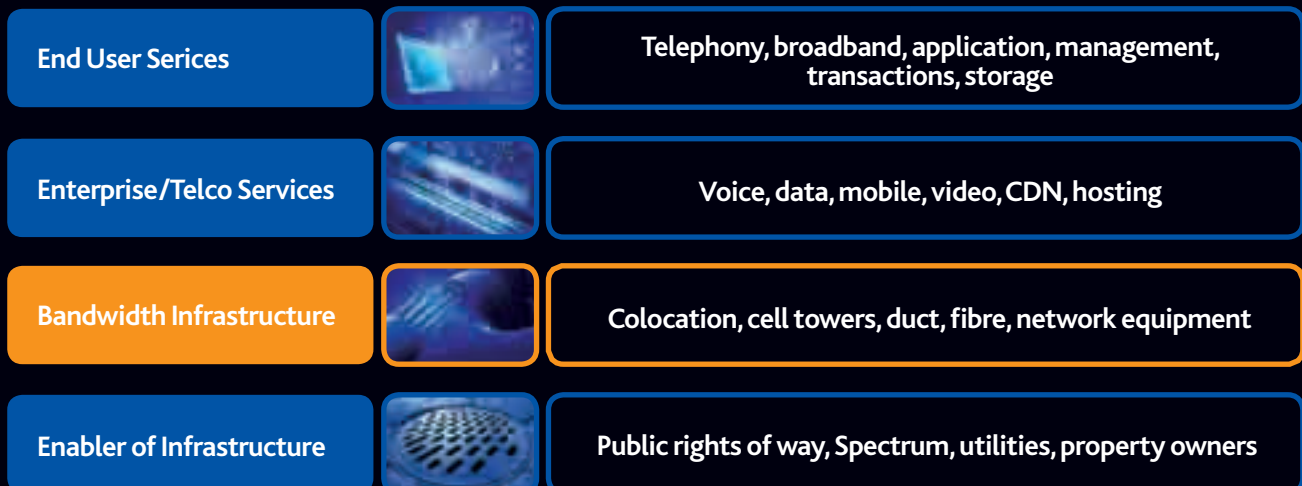 End User Serices
Telephony, broadband, application, management,
transactions, storage
Enterprise/Telco Services
Voice, data, mobile, video, CDN, hosting
Bandwidth Infrastructure
Colocation, cell towers, duct, fibre, network equipment
Enabler of Infrastructure
Public rights of way, Spectrum, utilities, property owners